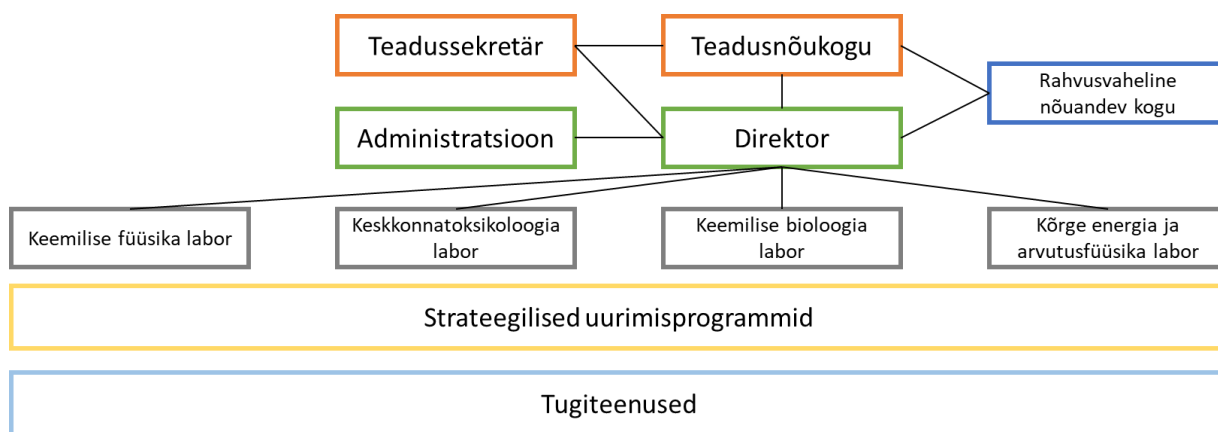 Teadussekretär
Teadusnõukogu
Rahvusvaheline
nõuandev kogu
Administratsioon
Direktor
Keemilise füüsika labor
Keskkonnatoksikoloogia
labor
Keemilise bioloogia
labor
Kõrge energia ja
arvutusfüüsika labor
Strateegilised uurimisprogrammid
Tugiteenused